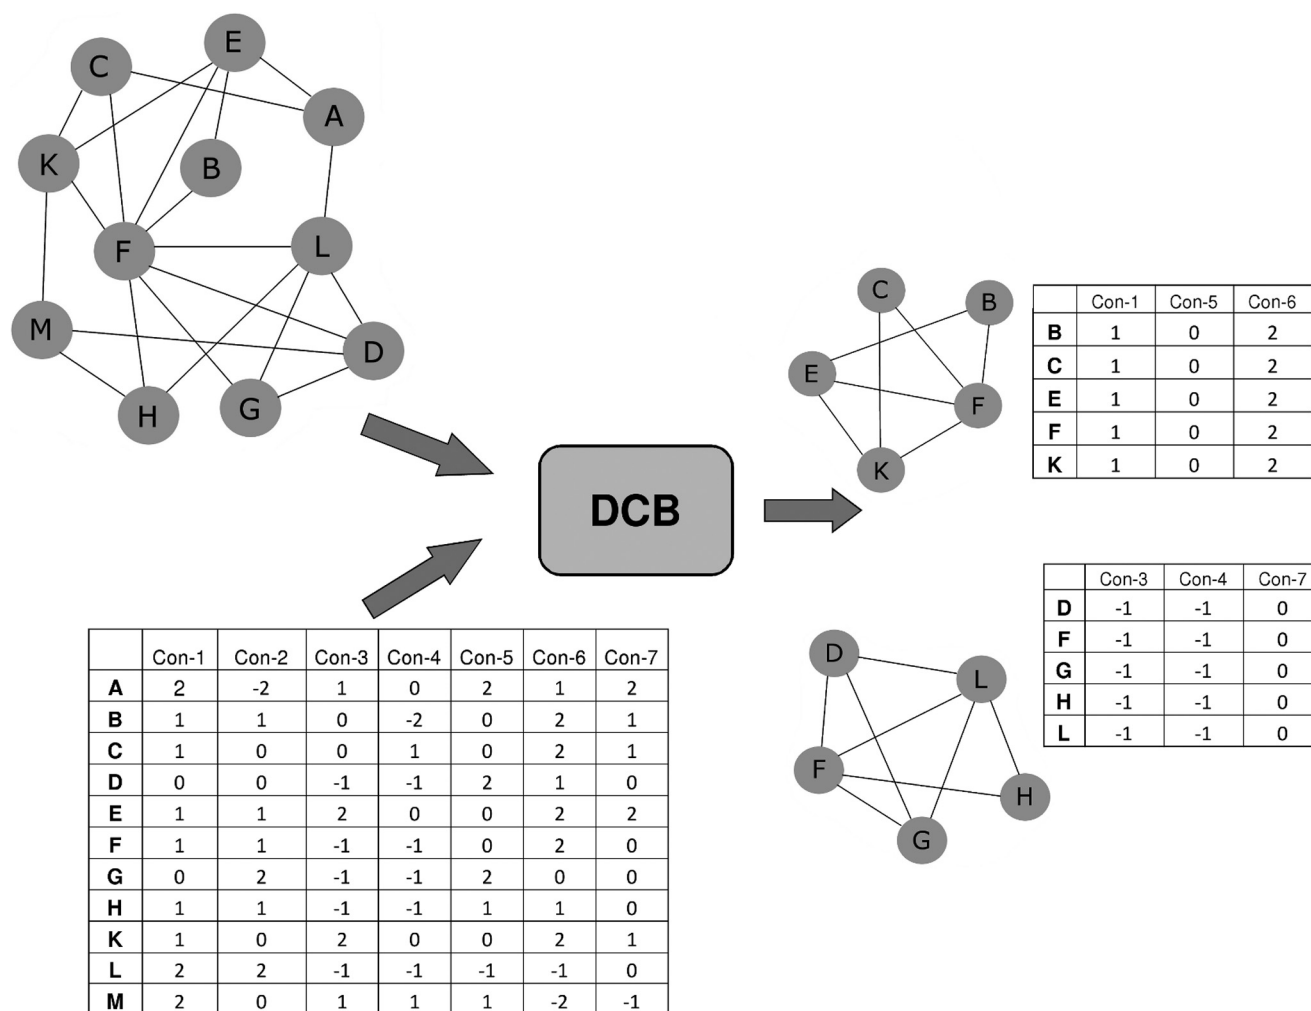 E
C
A
K
B
F
L
M
D
H
G
DCB
C
B
E
F
K
Con-1 Con-5 Con-6
B 1 0 2
C 1 0 2
E 1 0 2
F 1 0 2
K 1 0 2
Con-3 Con-4 Con-7
D -1 -1 0
F -1 -1 0
G -1 -1 0
H -1 -1 0
L -1 -1 0
D
L
F
H
G
Con-1 Con-2 Con-3 Con-4 Con-5 Con-6 Con-7
A 2 -2 1 0 2 1 2
B 1 1 0 -2 0 2 1
C 1 0 0 1 0 2 1
D 0 0 -1 -1 2 1 0
E 1 1 2 0 0 2 2
F 1 1 -1 -1 0 2 0
G 0 2 -1 -1 2 0 0
H 1 1 -1 -1 1 1 0
K 1 0 2 0 0 2 1
L 2 2 -1 -1 -1 -1 0
M 2 0 1 1 1 -2 -1